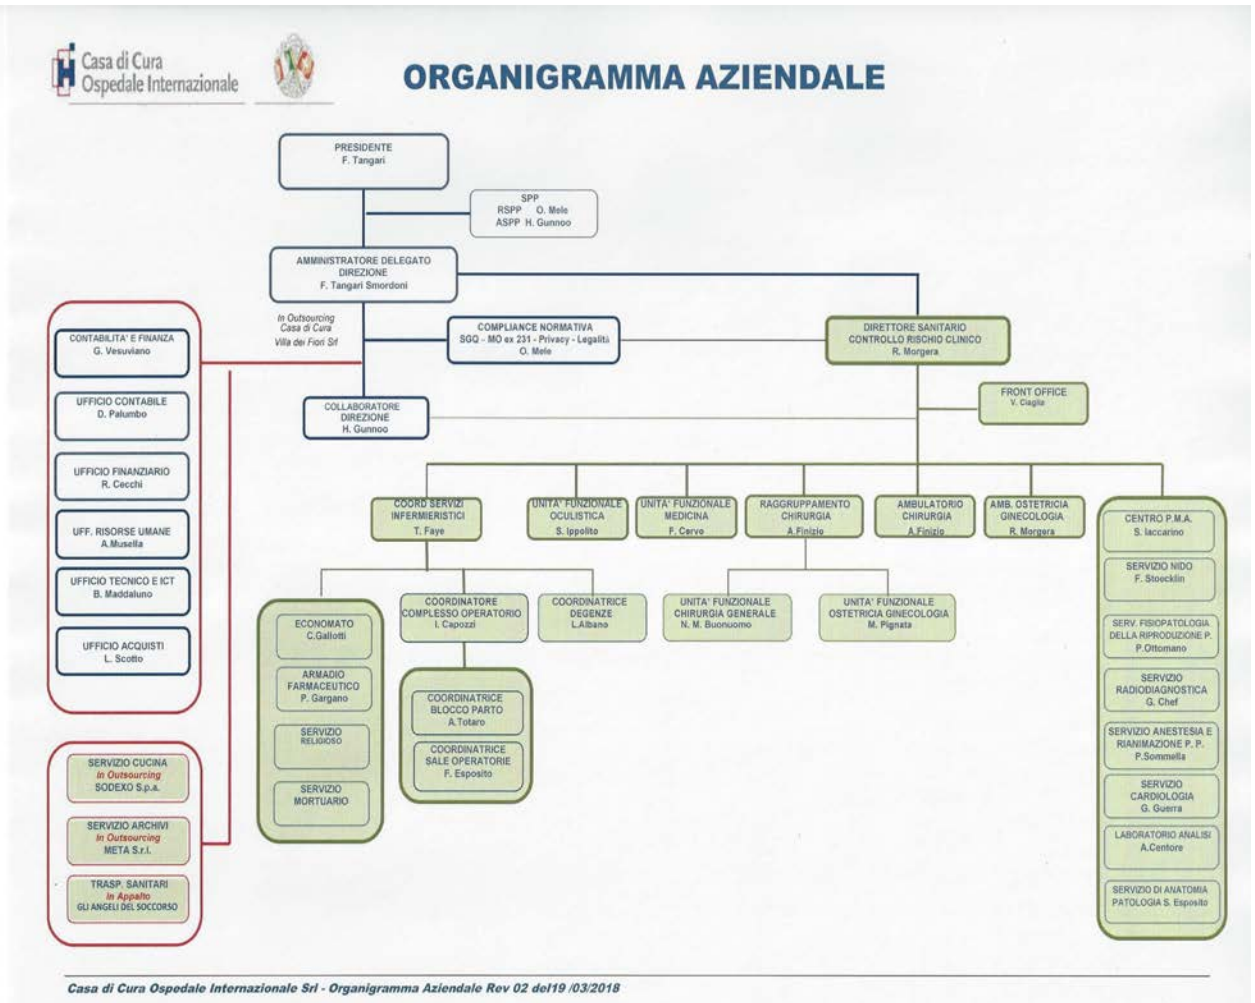 Casa di Cura
Ospedale Internazionale
ORGANIGRAMMA AZIENDALE
PRESIDENTE
F. Tangari
SPP
RSPP O. Mele
ASPP H. Gunnoo
AMMINISTRATORE DELEGATO
DIREZIONE
F. Tangari Smordoni
In Outsourcing
Casa di Cura
Villa dei Fiori Srl
COMPLIANCE NORMATIVA
SGQ – MO ex 231 - Privacy - Legalità
O. Mele
DIRETTORE SANITARIO
CONTROLLO RISCHIO CLINICO
R. Morgera
FRONT OFFICE
V. Ciaglia
COLLABORATORE
DIREZIONE
H. Gunnoo
CONTABILITA' E FINANZA
G. Vesuviano
UFFICIO CONTABILE
D. Palumbo
UFFICIO FINANZIARIO
R. Cecchi
UFF. RISORSE UMANE
A.Musella
UFFICIO TECNICO E ICT
B. Maddaluno
UFFICIO ACQUISTI
L. Scotto
SERVIZIO CUCINA
In Outsourcing
SODEXO S.p.a.
SERVIZIO ARCHIVI
In Outsourcing
META S.r.l.
TRASP. SANITARI
In Appalto
GLI ANGELI DEL SOCCORSO
COORD SERVIZI
INFERMIERISTICI
T. Faye
UNITA' FUNZIONALE
OCULISTICA
S. Ippolito
UNITA' FUNZIONALE
MEDICINA
F. Cervo
RAGGRUPPAMENTO
CHIRURGIA
A.Finizio
AMBULATORIO
CHIRURGIA
A.Finizio
AMB. OSTETRICIA
GINECOLOGIA
R. Morgera
ECONOMATO
C.Gallotti
ARMADIO
FARMACEUTICO
P. Gargano
SERVIZIO
RELIGIOSO
SERVIZIO
MORTUARIO
COORDINATORE
COMPLESSO OPERATORIO
I. Capozzi
COORDINATRICE
BLOCCO PARTO
A.Totaro
COORDINATRICE
SALE OPERATORIE
F. Esposito
COORDINATRICE
DEGENZE
L.Albano
UNITA' FUNZIONALE
CHIRURGIA GENERALE
N. M. Buonuomo
UNITA' FUNZIONALE
OSTETRICIA GINECOLOGIA
M. Pignata
CENTRO P.M.A.
S. Iaccarino
SERVIZIO NIDO
F. Stoecklin
SERV. FISIOPATOLOGIA
DELLA RIPRODUZIONE P.
P.Ottomano
SERVIZIO
RADIODIAGNOSTICA
G. Chef
SERVIZIO ANESTESIA E
RIANIMAZIONE P. P.
P.Sommella
SERVIZIO
CARDIOLOGIA
G. Guerra
LABORATORIO ANALISI
A.Centore
SERVIZIO DI ANATOMIA
PATOLOGIA S. Esposito
Casa di Cura Ospedale Internazionale Srl - Organigramma Aziendale Rev 02 del19 /03/2018